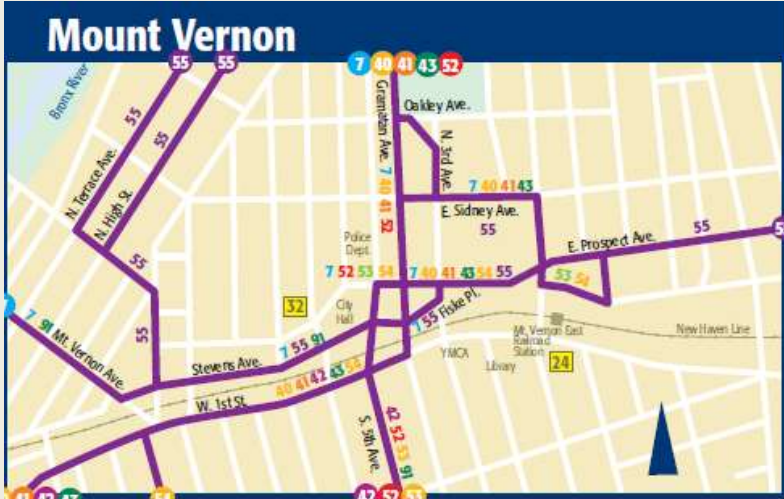 Mount Vernon
55 55
7 40 41 43 52
Bronx River
55
55
Gramatan Ave.
7 40 41 52
Oakley Ave.
N. 3rd Ave.
N. Terrace Ave.
N. High St.
7 40 41 43
E. Sidney Ave.
55
55
E. Prospect Ave.
Police
Dept.
55
7 52 53 54
7 40 41 43 54 55
53 54
City
Hall
32
7 55 Fiske Pl.
7 91 Mt. Vernon Ave.
55
Stevens Ave.
7 55 91
Mt. Vernon East
Railroad
Station
New Haven Line
YMCA
Library
24
40 41 42 43 54
W. 1st St.
S. 5th Ave.
42 52 53 91
41 42 43
54
42 52 53